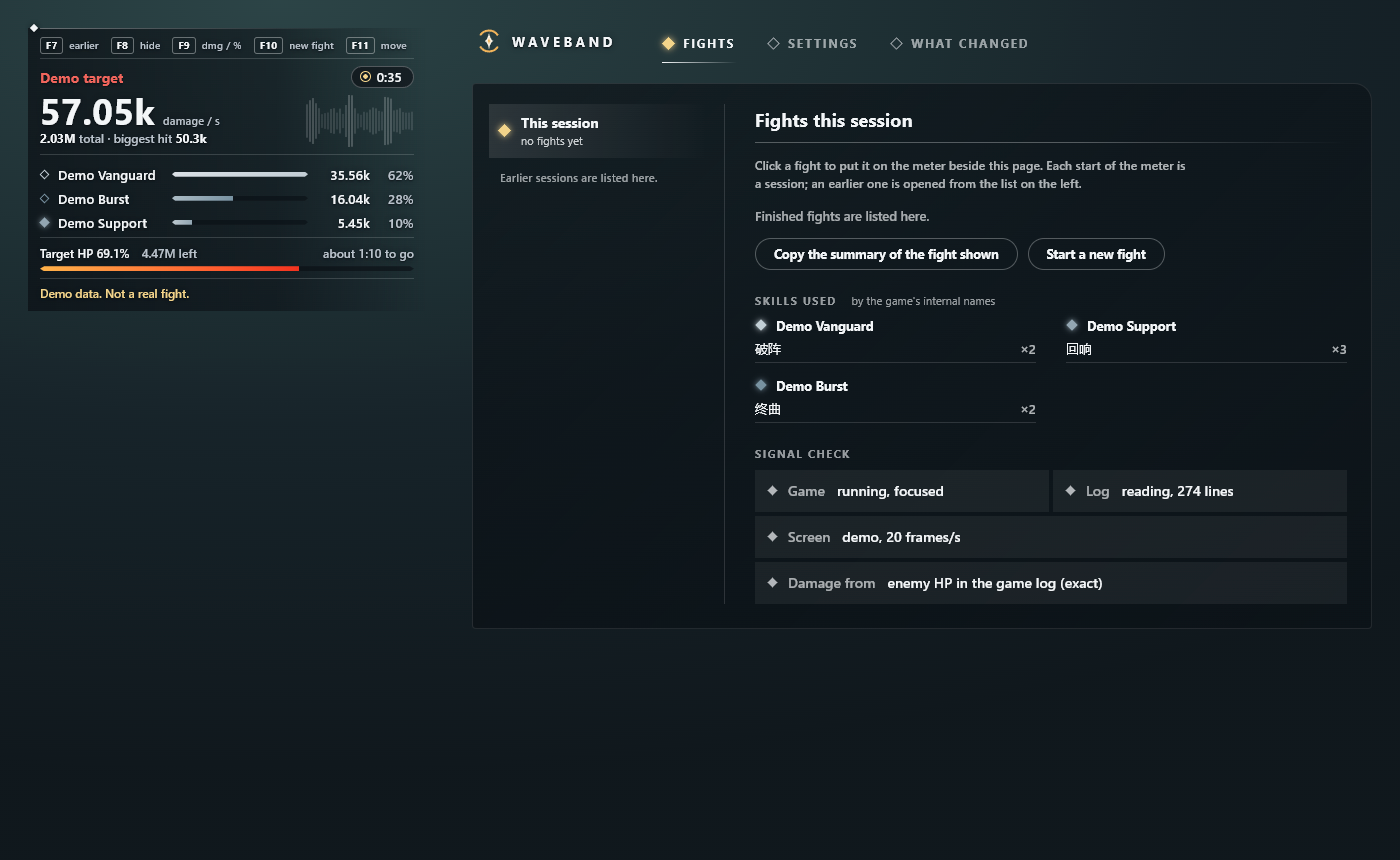 F7 earlier F8 hide F9 dmg / % F10 new fight F11 move
Demo target 0:35
57.05k damage / s
2.03M total · biggest hit 50.3k
Demo Vanguard 35.56k 62%
Demo Burst 16.04k 28%
Demo Support 5.45k 10%
Target HP 69.1% 4.47M left about 1:10 to go
Demo data. Not a real fight.
WAVEBAND FIGHTS SETTINGS WHAT CHANGED
This session
no fights yet
Earlier sessions are listed here.
Fights this session
Click a fight to put it on the meter beside this page. Each start of the meter is
a session; an earlier one is opened from the list on the left.
Finished fights are listed here.
Copy the summary of the fight shown Start a new fight
SKILLS USED by the game's internal names
Demo Vanguard Demo Support
破阵 ×2 回响 ×3
Demo Burst
终曲 ×2
SIGNAL CHECK
Game running, focused Log reading, 274 lines
Screen demo, 20 frames/s
Damage from enemy HP in the game log (exact)